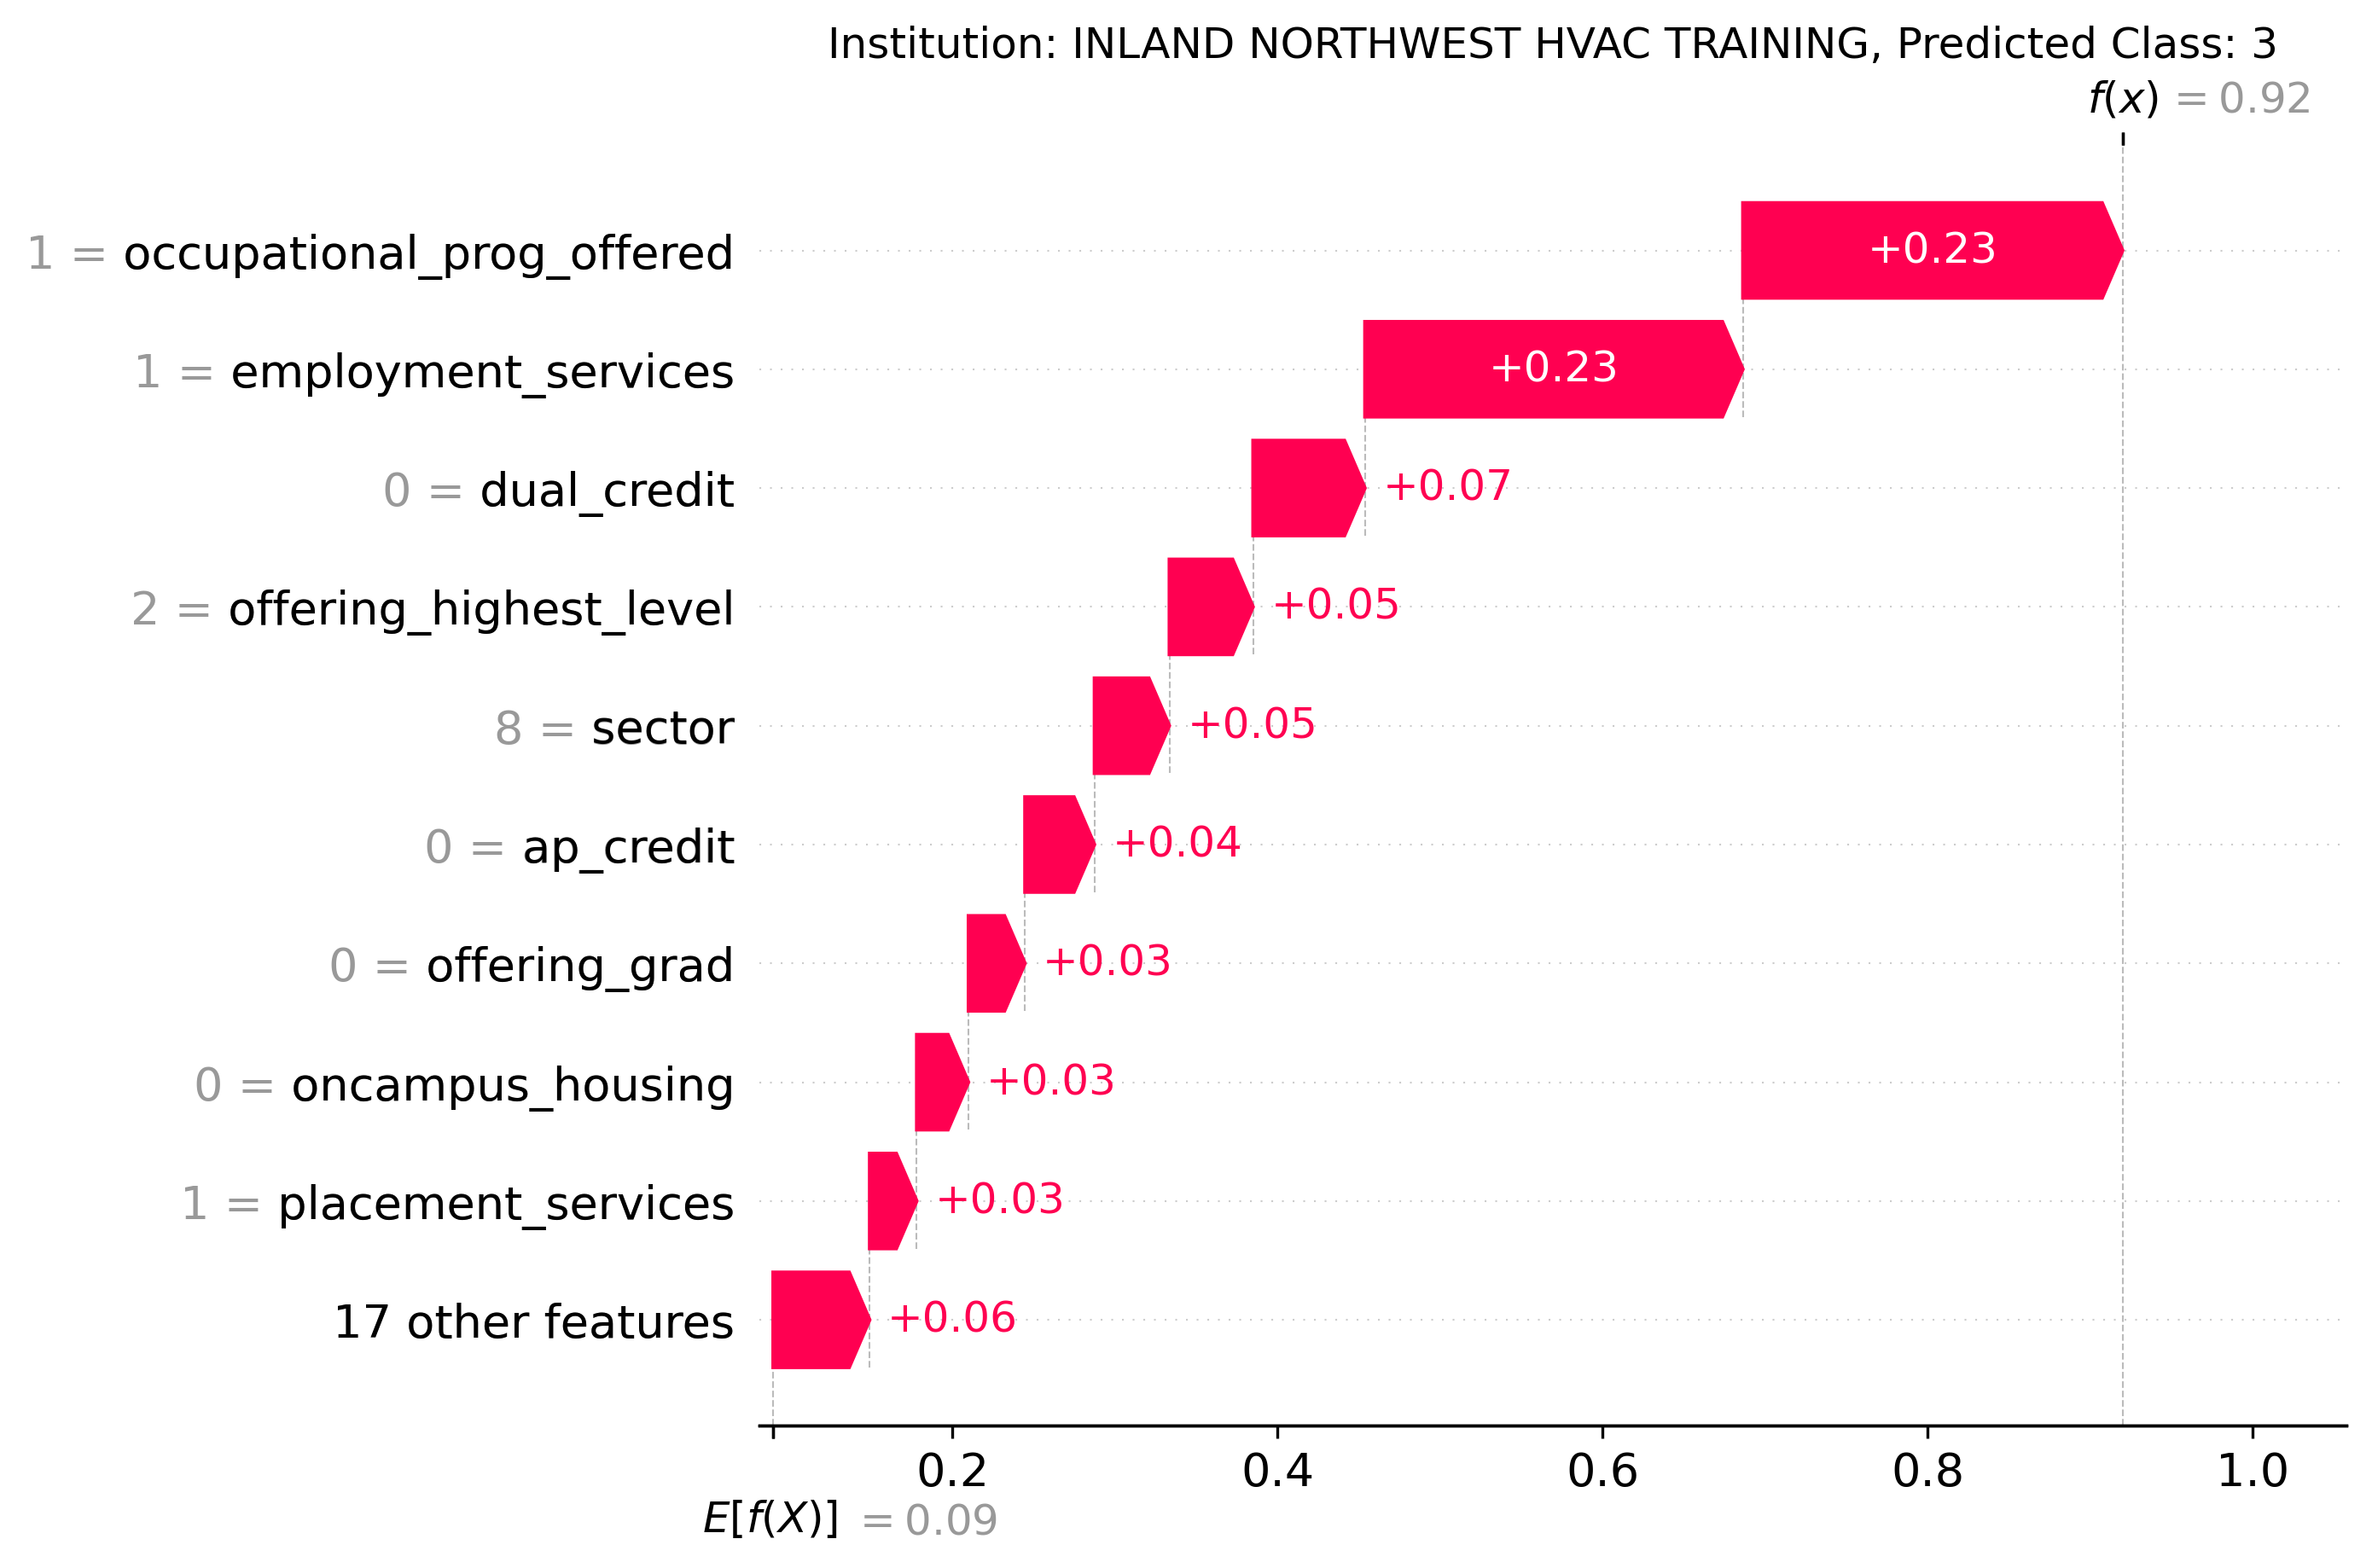 Institution: INLAND NORTHWEST HVAC TRAINING, Predicted Class: 3
f(x) = 0.92
1 = occupational_prog_offered +0.23
1 = employment_services +0.23
0 = dual_credit +0.07
2 = offering_highest_level +0.05
8 = sector +0.05
0 = ap_credit +0.04
0 = offering_grad +0.03
0 = oncampus_housing +0.03
1 = placement_services +0.03
17 other features +0.06
0.2 0.4 0.6 0.8 1.0
E[f(X)] = 0.09